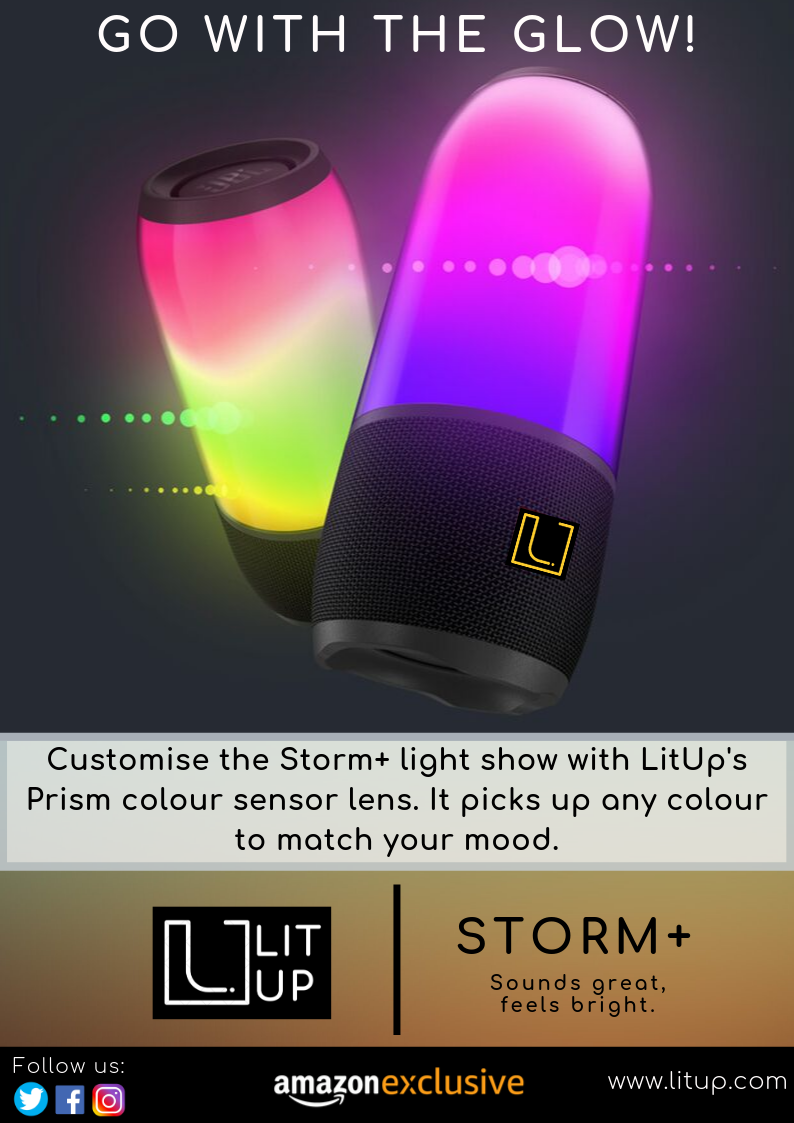 GO WITH THE GLOW!
JBL
L.
Customise the Storm+ light show with LitUp's
Prism colour sensor lens. It picks up any colour
to match your mood.
L. LIT
UP
STORM+
Sounds great,
feels bright.
Follow us:
amazonexclusive
www.litup.com